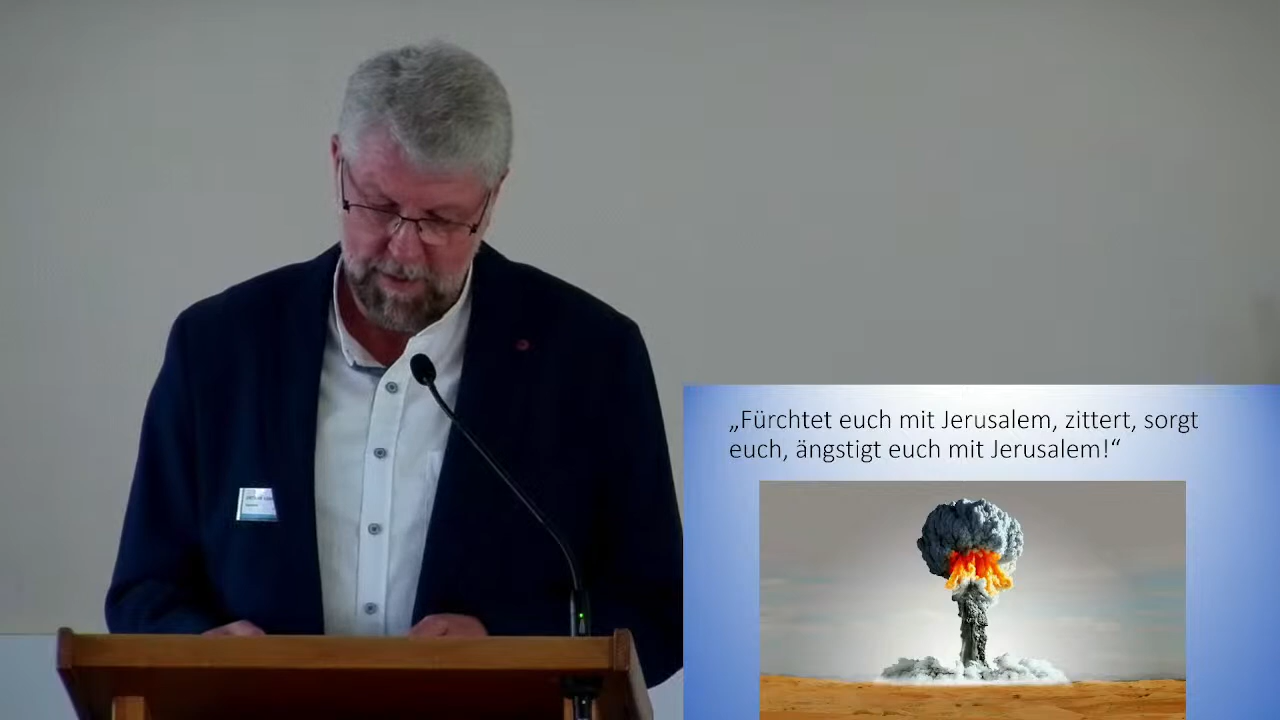 „Fürchtet euch mit Jerusalem, zittert, sorgt
euch, ängstigt euch mit Jerusalem!“